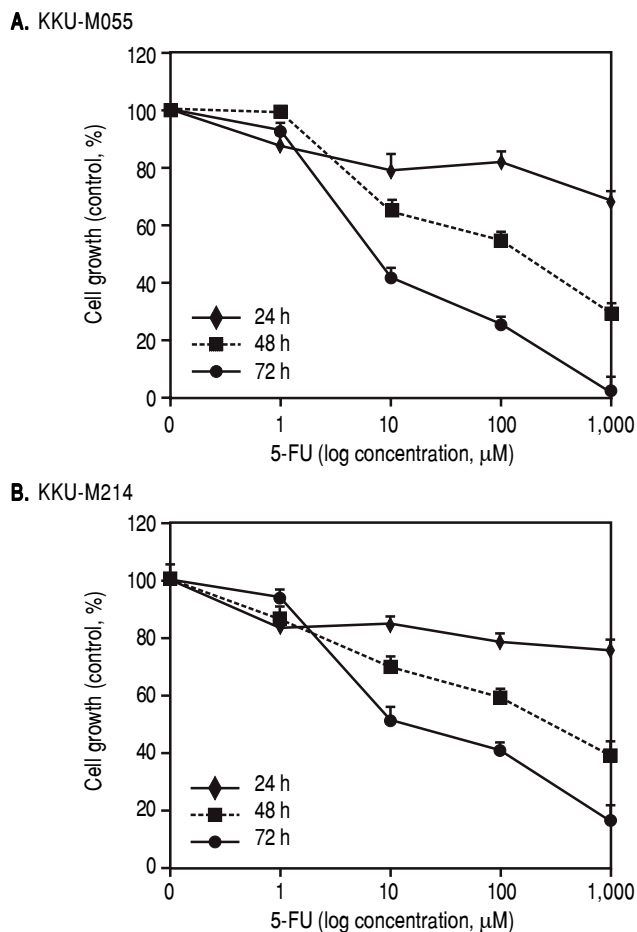 A. KKU-M055
120
100
80
60
40
20
0
Cell growth (control, %)
24 h
48 h
72 h
0 1 10 100 1,000
5-FU (log concentration, µM)
B. KKU-M214
120
100
80
60
40
20
0
Cell growth (control, %)
24 h
48 h
72 h
0 1 10 100 1,000
5-FU (log concentration, µM)